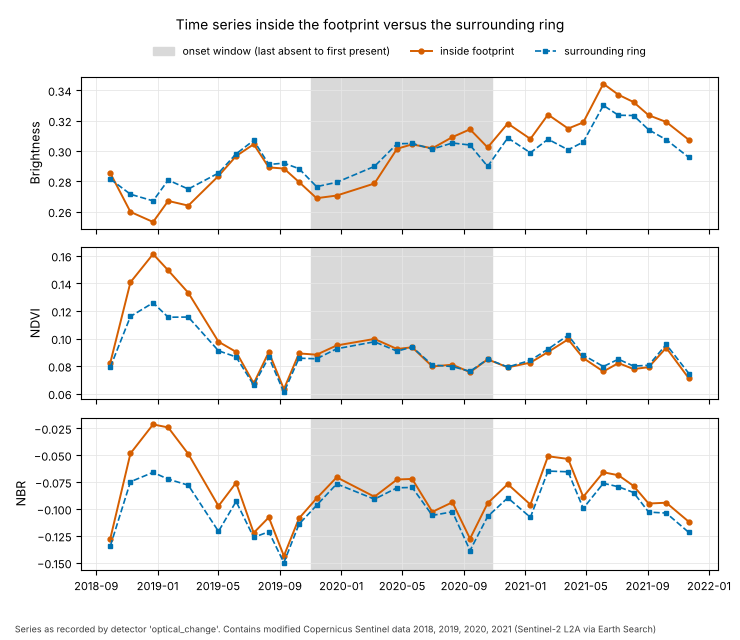 Time series inside the footprint versus the surrounding ring
onset window (last absent to first present) inside footprint surrounding ring
Brightness
0.34
0.32
0.30
0.28
0.26
NDVI
0.16
0.14
0.12
0.10
0.08
0.06
NBR
−0.025
−0.050
−0.075
−0.100
−0.125
−0.150
2018-09 2019-01 2019-05 2019-09 2020-01 2020-05 2020-09 2021-01 2021-05 2021-09 2022-01
Series as recorded by detector 'optical_change'. Contains modified Copernicus Sentinel data 2018, 2019, 2020, 2021 (Sentinel-2 L2A via Earth Search)